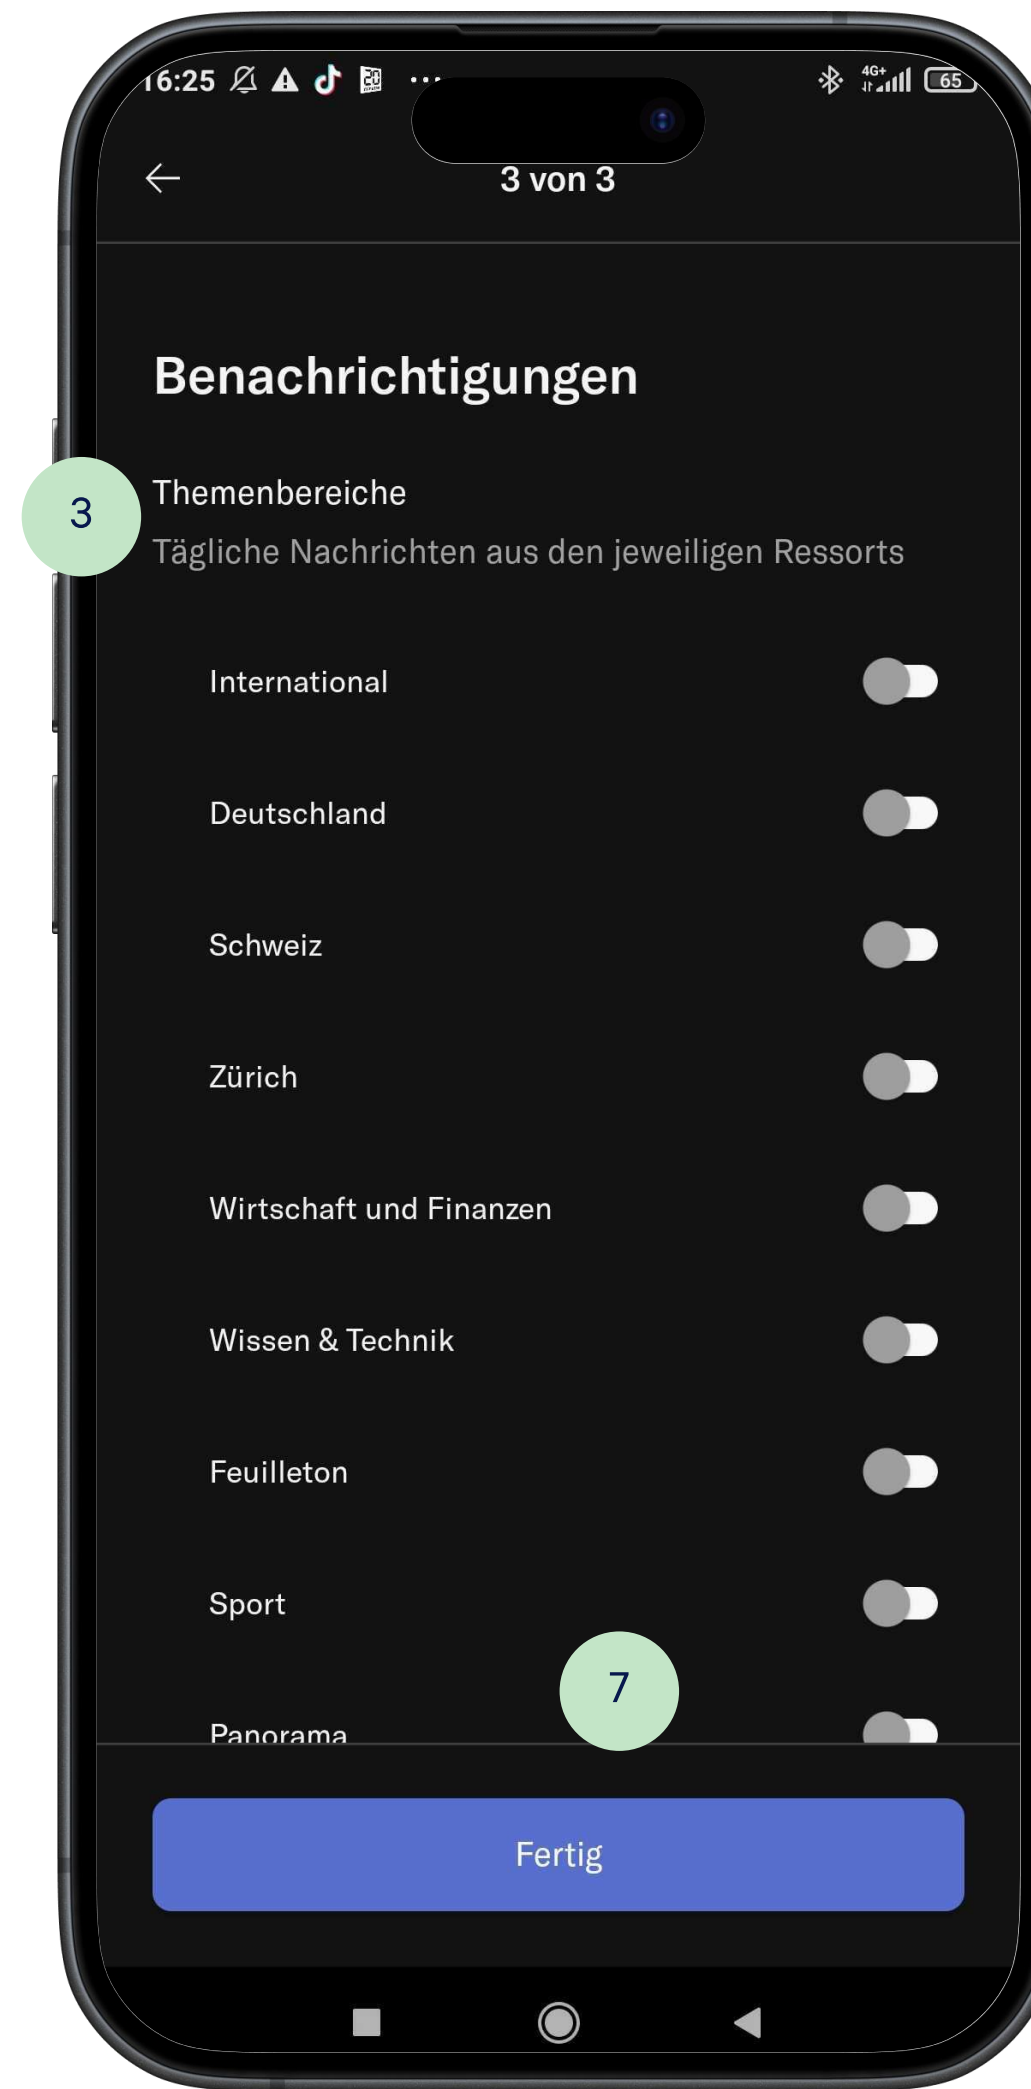 16:25
4G+
65
3 von 3
Benachrichtigungen
3
Themenbereiche
Tägliche Nachrichten aus den jeweiligen Ressorts
International
Deutschland
Schweiz
Zürich
Wirtschaft und Finanzen
Wissen & Technik
Feuilleton
Sport
7
Panorama
Fertig